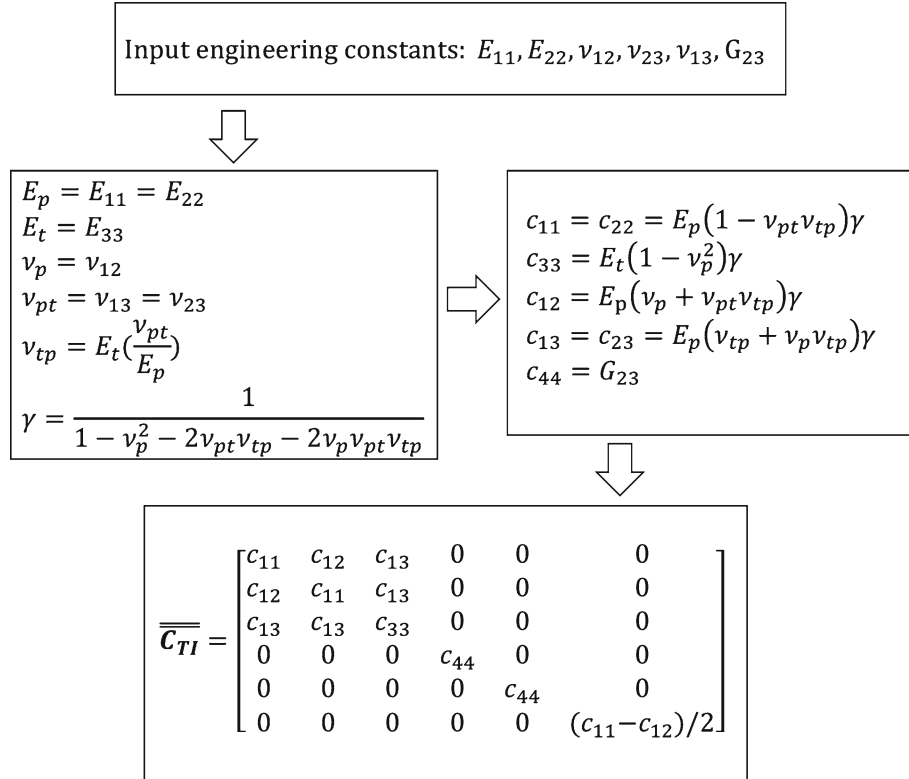 Input engineering constants: E₁₁, E₂₂, ν₁₂, ν₂₃, ν₁₃, G₂₃
Eₚ = E₁₁ = E₂₂
Eₜ = E₃₃
νₚ = ν₁₂
νₚₜ = ν₁₃ = ν₂₃
νₜₚ = Eₜ(νₚₜ/Eₚ)
γ = 1/(1 − νₚ² − 2νₚₜνₜₚ − 2νₚνₚₜνₜₚ)
c₁₁ = c₂₂ = Eₚ(1 − νₚₜνₜₚ)γ
c₃₃ = Eₜ(1 − νₚ²)γ
c₁₂ = Eₚ(νₚ + νₚₜνₜₚ)γ
c₁₃ = c₂₃ = Eₚ(νₜₚ + νₚνₜₚ)γ
c₄₄ = G₂₃
c₁₁ c₁₂ c₁₃ 0 0 0
c₁₂ c₁₁ c₁₃ 0 0 0
c₁₃ c₁₃ c₃₃ 0 0 0
C_TI = 0 0 0 c₄₄ 0 0
0 0 0 0 c₄₄ 0
0 0 0 0 0 (c₁₁−c₁₂)/2